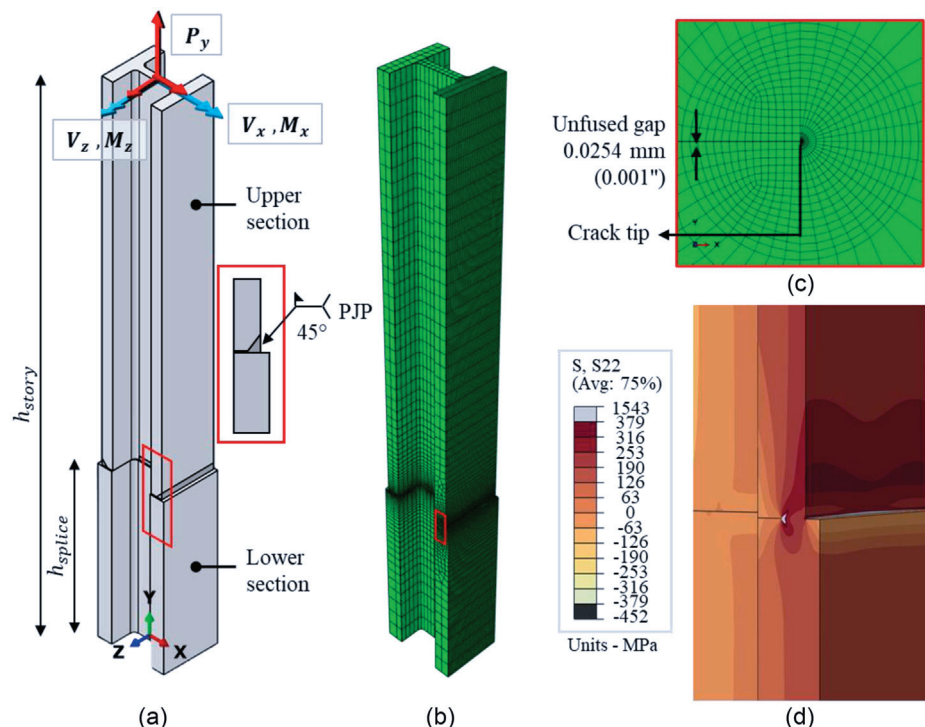 P_y
V_z, M_z
V_x, M_x
Upper
section
PJP
45°
h_story
h_splice
Lower
section
Y
Z
X
(a)
(b)
Unfused gap
0.0254 mm
(0.001")
Crack tip
Y
X
(c)
S, S22
(Avg: 75%)
1543
379
316
253
190
126
63
0
-63
-126
-190
-253
-316
-379
-452
Units - MPa
(d)